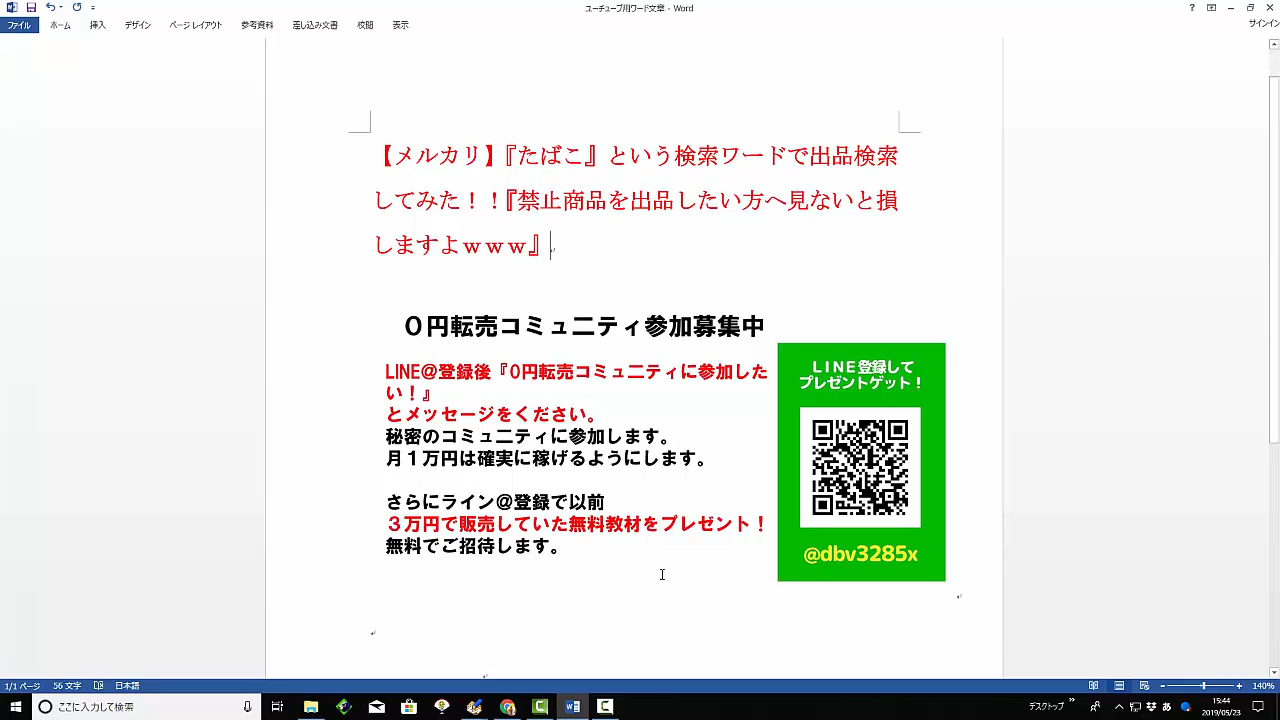 ユーチューブ用ワード文章 - Word
ファイル ホーム 挿入 デザイン ページ レイアウト 参考資料 差し込み文書 校閲 表示
サインイン
【メルカリ】『たばこ』という検索ワードで出品検索
してみた！！『禁止商品を出品したい方へ見ないと損
しますよｗｗｗ』
０円転売コミュニティ参加募集中
LINE@登録後『0円転売コミュニティに参加した
い！』
とメッセージをください。
秘密のコミュニティに参加します。
月１万円は確実に稼げるようにします。
さらにライン@登録で以前
３万円で販売していた無料教材をプレゼント！
無料でご招待します。
LINE登録して
プレゼントゲット！
@dbv3285x
1/1 ページ 56 文字 日本語
140%
ここに入力して検索
デスクトップ
あ
15:44
2019/05/23